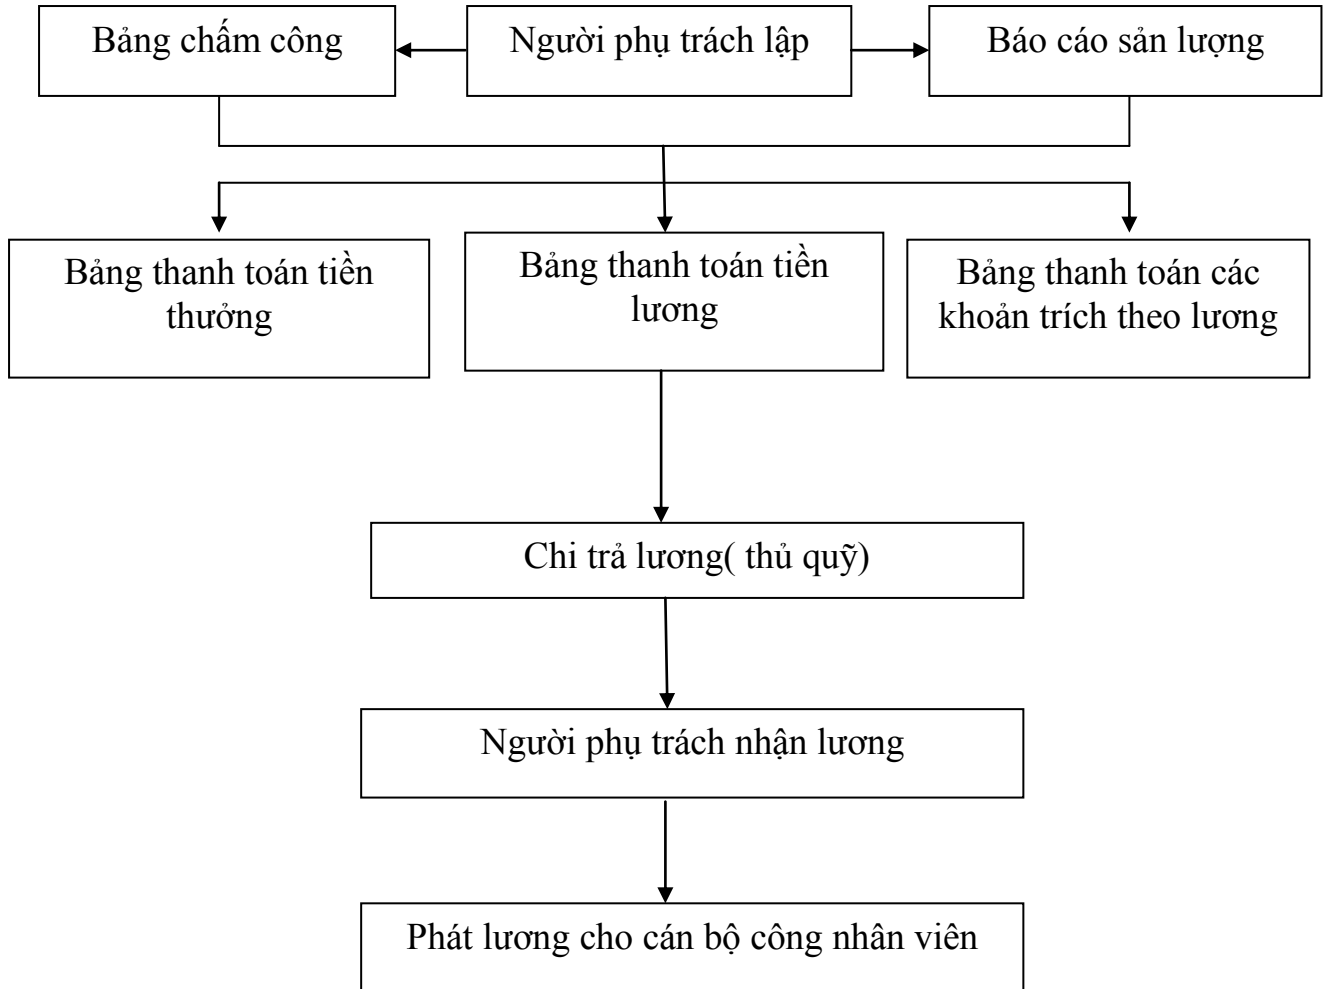 Bảng chấm công
Người phụ trách lập
Báo cáo sản lượng
Bảng thanh toán tiền
thưởng
Bảng thanh toán tiền
lương
Bảng thanh toán các
khoản trích theo lương
Chi trả lương( thủ quỹ)
Người phụ trách nhận lương
Phát lương cho cán bộ công nhân viên